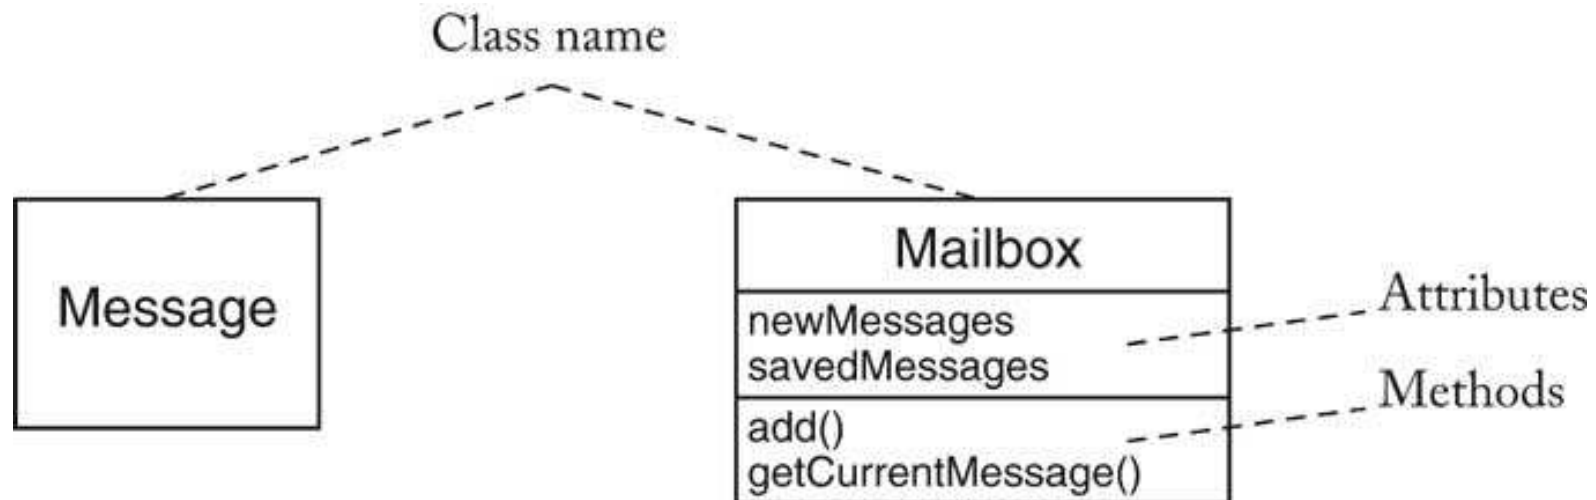 Class name
Message
Mailbox
newMessages
savedMessages
Attributes
add()
getCurrentMessage()
Methods